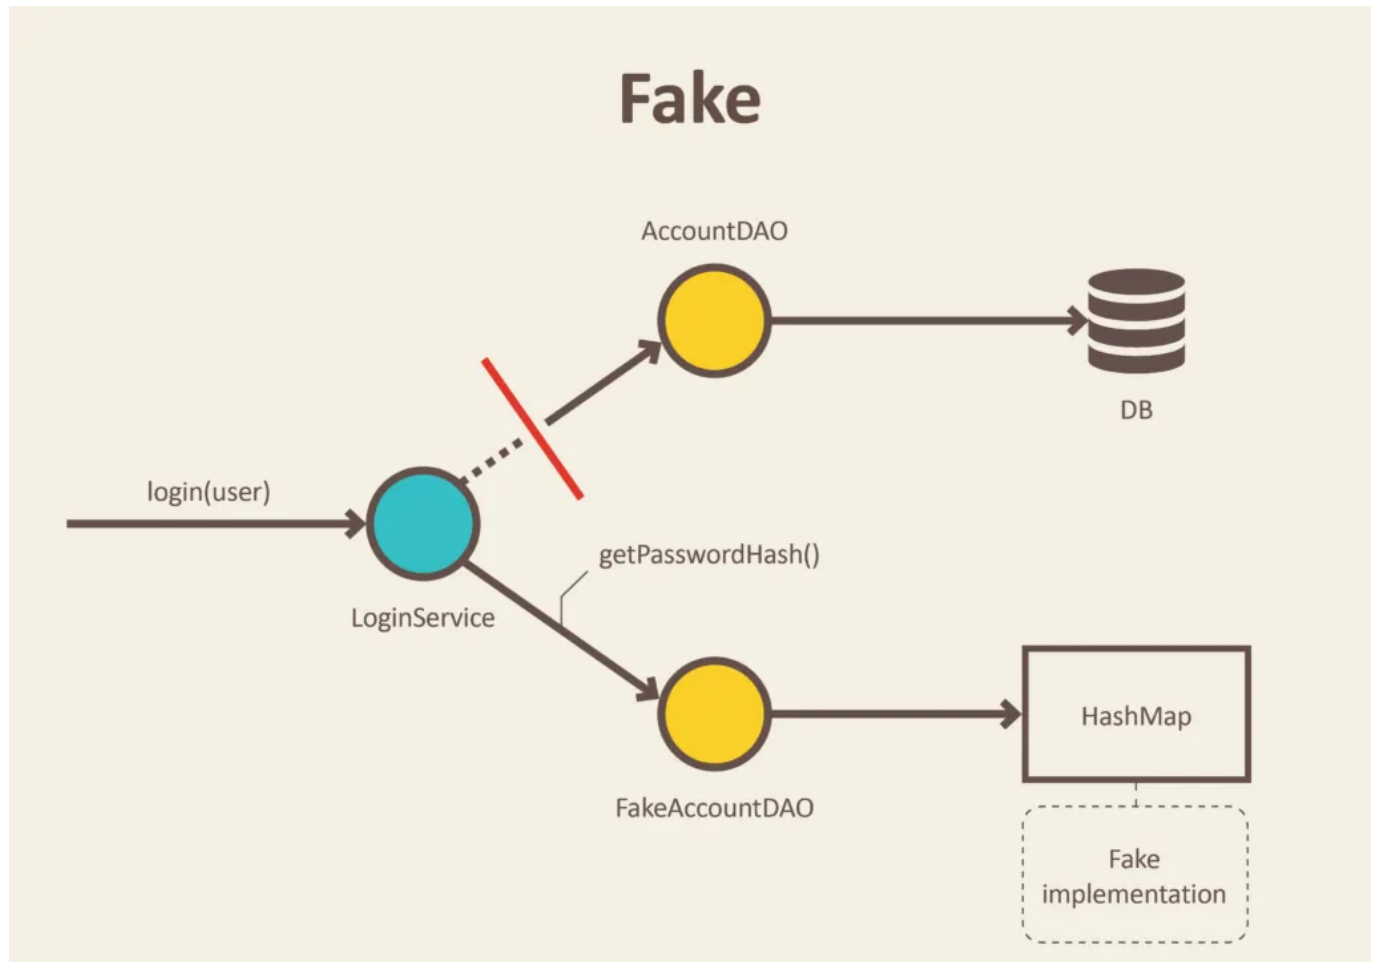 Fake
AccountDAO
DB
login(user)
getPasswordHash()
LoginService
HashMap
FakeAccountDAO
Fake
implementation